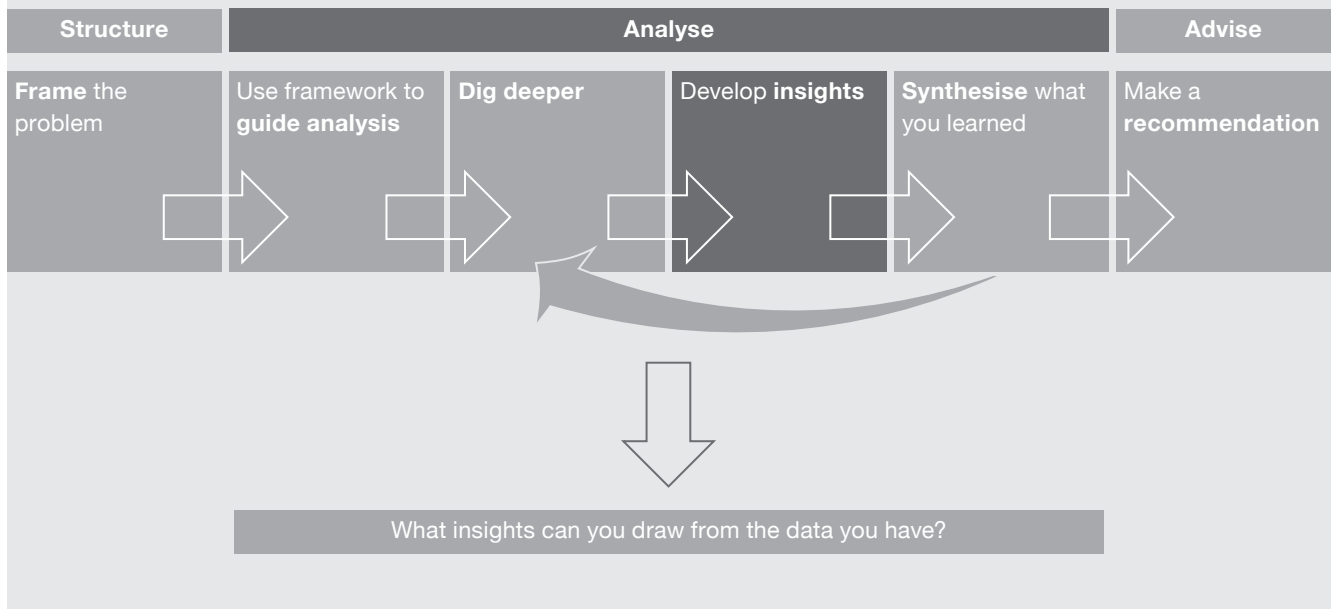 Structure
Analyse
Advise
Frame the
problem
Use framework to
guide analysis
Dig deeper
Develop insights
Synthesise what
you learned
Make a
recommendation
What insights can you draw from the data you have?